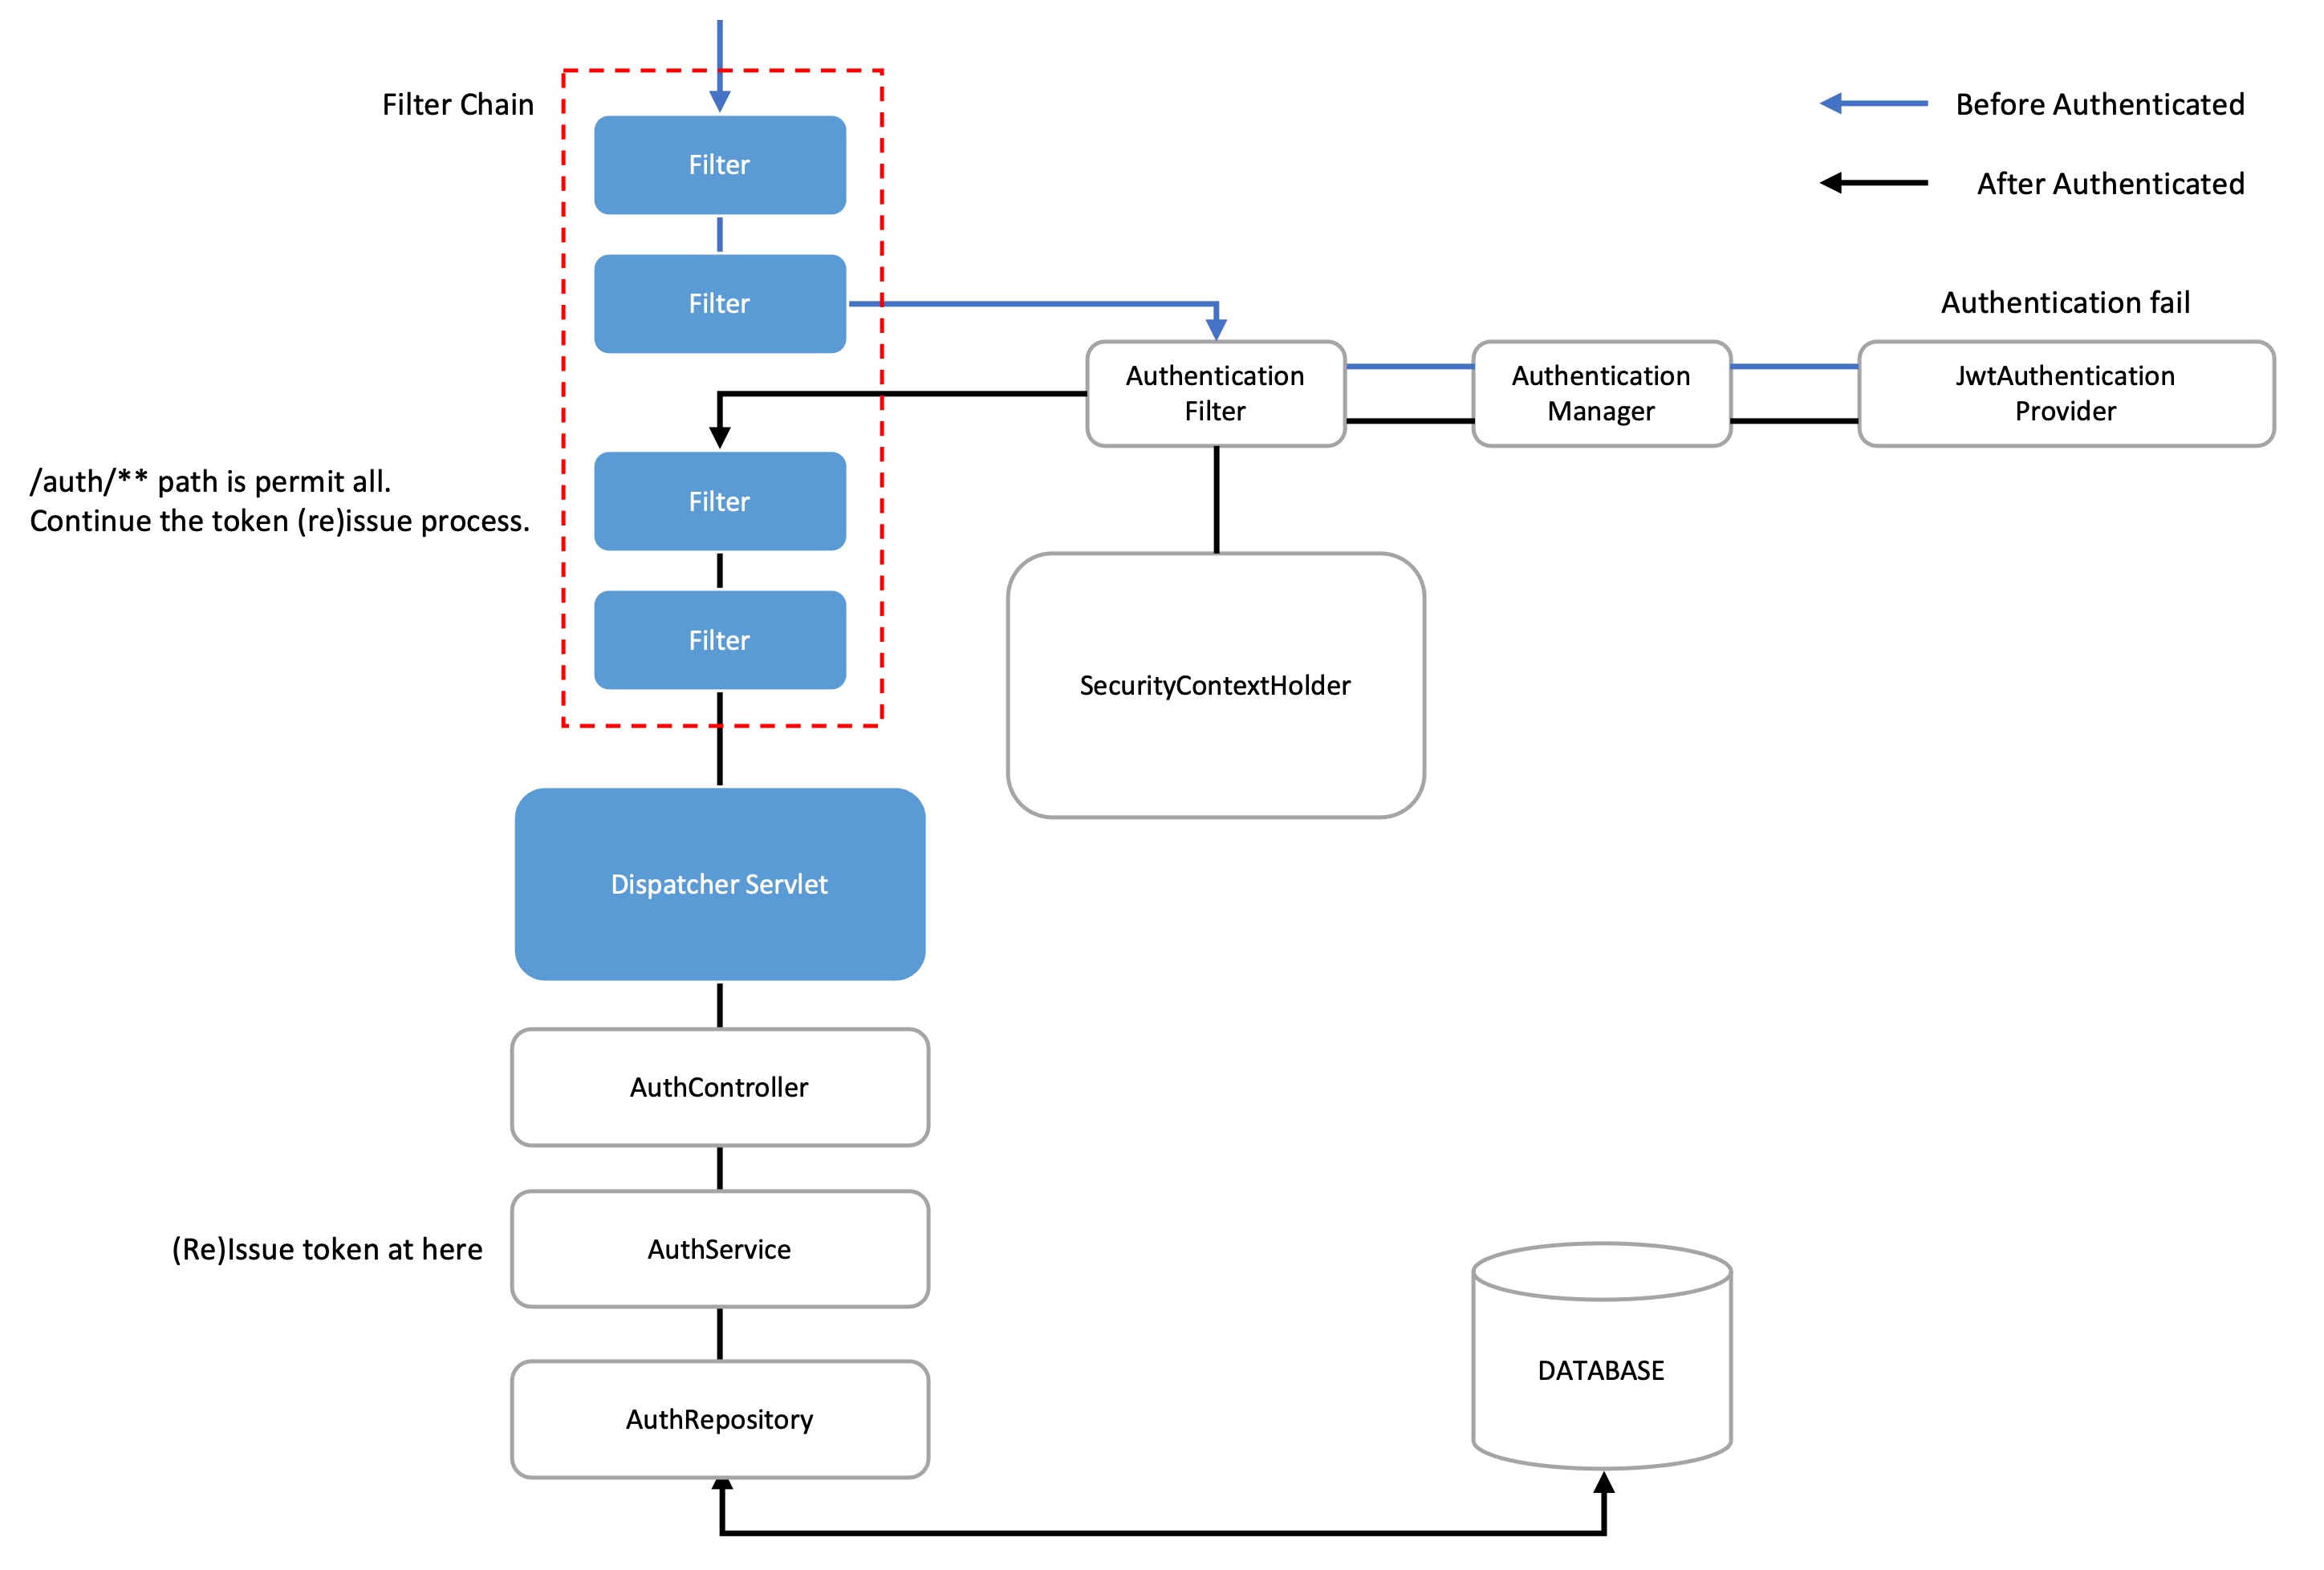 Filter Chain
Before Authenticated
After Authenticated
Filter
Filter
Authentication fail
Authentication
Filter
Authentication
Manager
JwtAuthentication
Provider
/auth/** path is permit all.
Continue the token (re)issue process.
Filter
Filter
SecurityContextHolder
Dispatcher Servlet
AuthController
(Re)Issue token at here
AuthService
DATABASE
AuthRepository